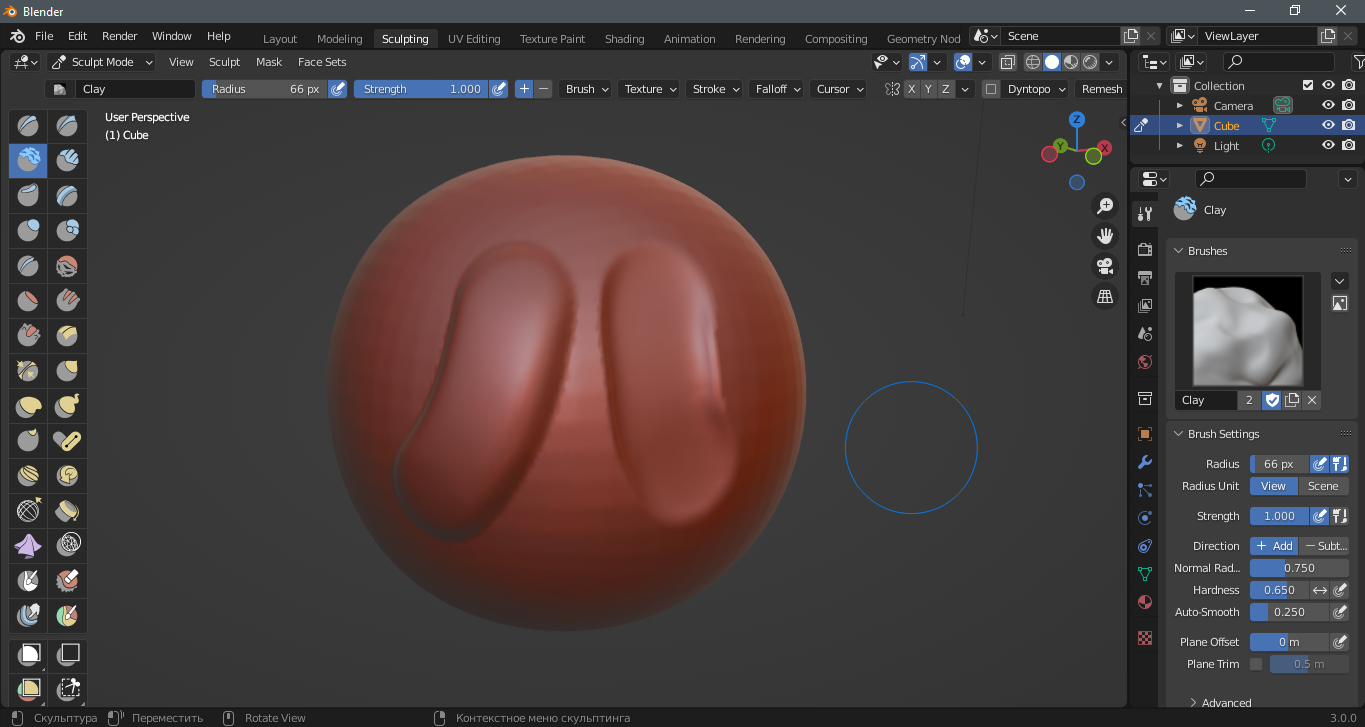 Blender
File Edit Render Window Help Layout Modeling Sculpting UV Editing Texture Paint Shading Animation Rendering Compositing Geometry Nod Scene ViewLayer
Sculpt Mode View Sculpt Mask Face Sets
Clay Radius 66 px Strength 1.000 Brush Texture Stroke Falloff Cursor X Y Z Dyntopo Remesh
User Perspective
(1) Cube
Z
Y
X
Collection
Camera
Cube
Light
Clay
Brushes
Clay 2
Brush Settings
Radius 66 px
Radius Unit View Scene
Strength 1.000
Direction Add Subt...
Normal Rad... 0.750
Hardness 0.650
Auto-Smooth 0.250
Plane Offset 0 m
Plane Trim 0.5 m
Advanced
Скульптура Переместить Rotate View Контекстное меню скульптинга 3.0.0